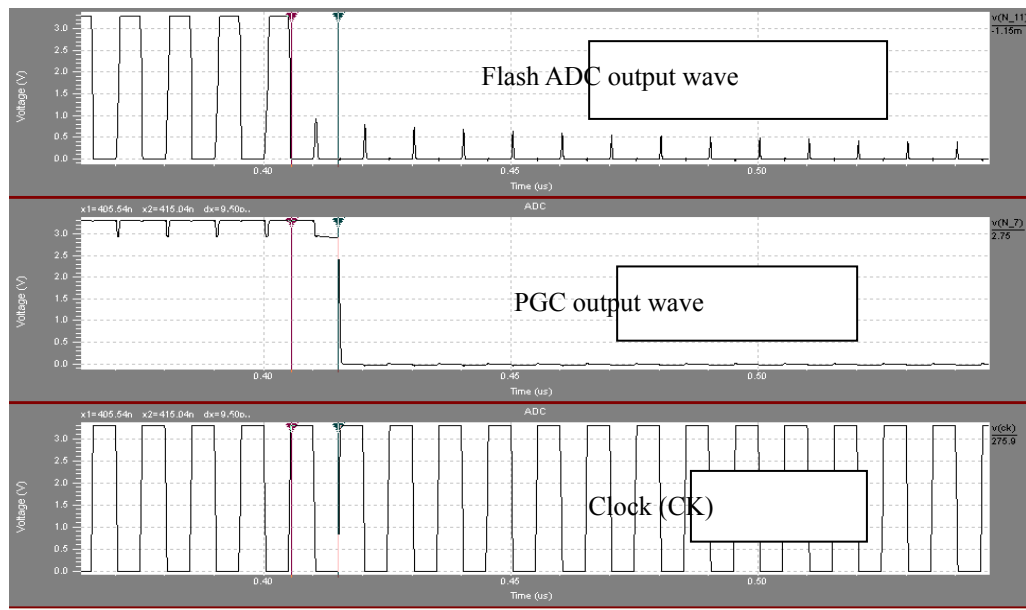 v(N_11)
-1.15m
3.0
2.5
2.0
1.5
1.0
0.5
0.0
Voltage (V)
Flash ADC output wave
0.40 0.45 0.50
Time (us)
ADC
x1=405.54n x2=415.04n
v(N_7)
2.75
3.0
2.5
2.0
1.5
1.0
0.5
0.0
Voltage (V)
PGC output wave
0.40 0.45 0.50
Time (us)
ADC
x1=405.54n x2=415.04n
v(ck)
275.9
3.0
2.5
2.0
1.5
1.0
0.5
0.0
Voltage (V)
Clock (CK)
0.40 0.45 0.50
Time (us)